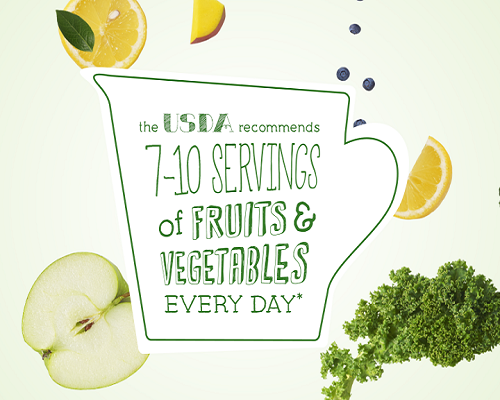 the USDA recommends
7-10 SERVINGS
of FRUITS &
VEGETABLES
EVERY DAY*